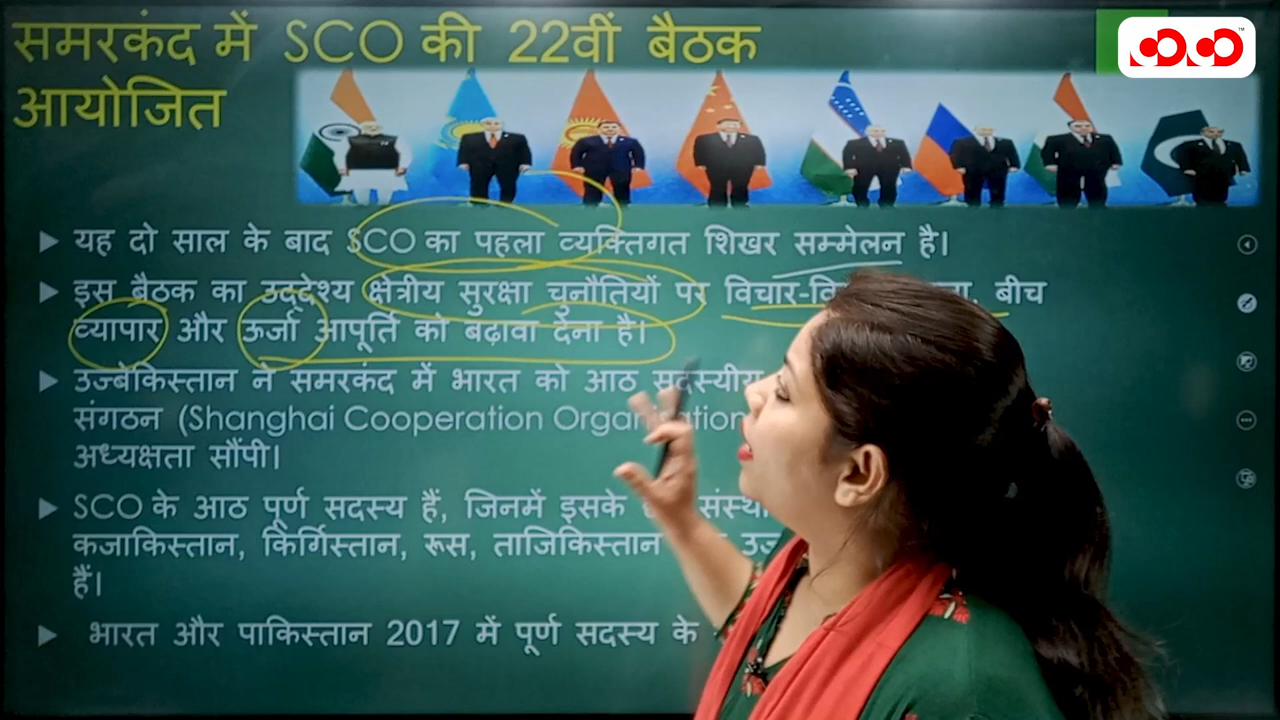 समरकंद में SCO की 22वीं बैठक
आयोजित
यह दो साल के बाद SCO का पहला व्यक्तिगत शिखर सम्मेलन है।
इस बैठक का उद्देश्य क्षेत्रीय सुरक्षा चुनौतियों पर बीच
व्यापार और ऊर्जा आपूर्ति को बढ़ावा देना है।
उज्बेकिस्तान ने समरकंद में भारत को आठ सदस्यीय
संगठन (Shanghai Cooperation Organisation
अध्यक्षता सौंपी।
SCO के आठ पूर्ण सदस्य हैं, जिनमें इसके
कजाकिस्तान, किर्गिस्तान, रूस, ताजिकिस्तान
हैं।
भारत और पाकिस्तान 2017 में पूर्ण सदस्य के